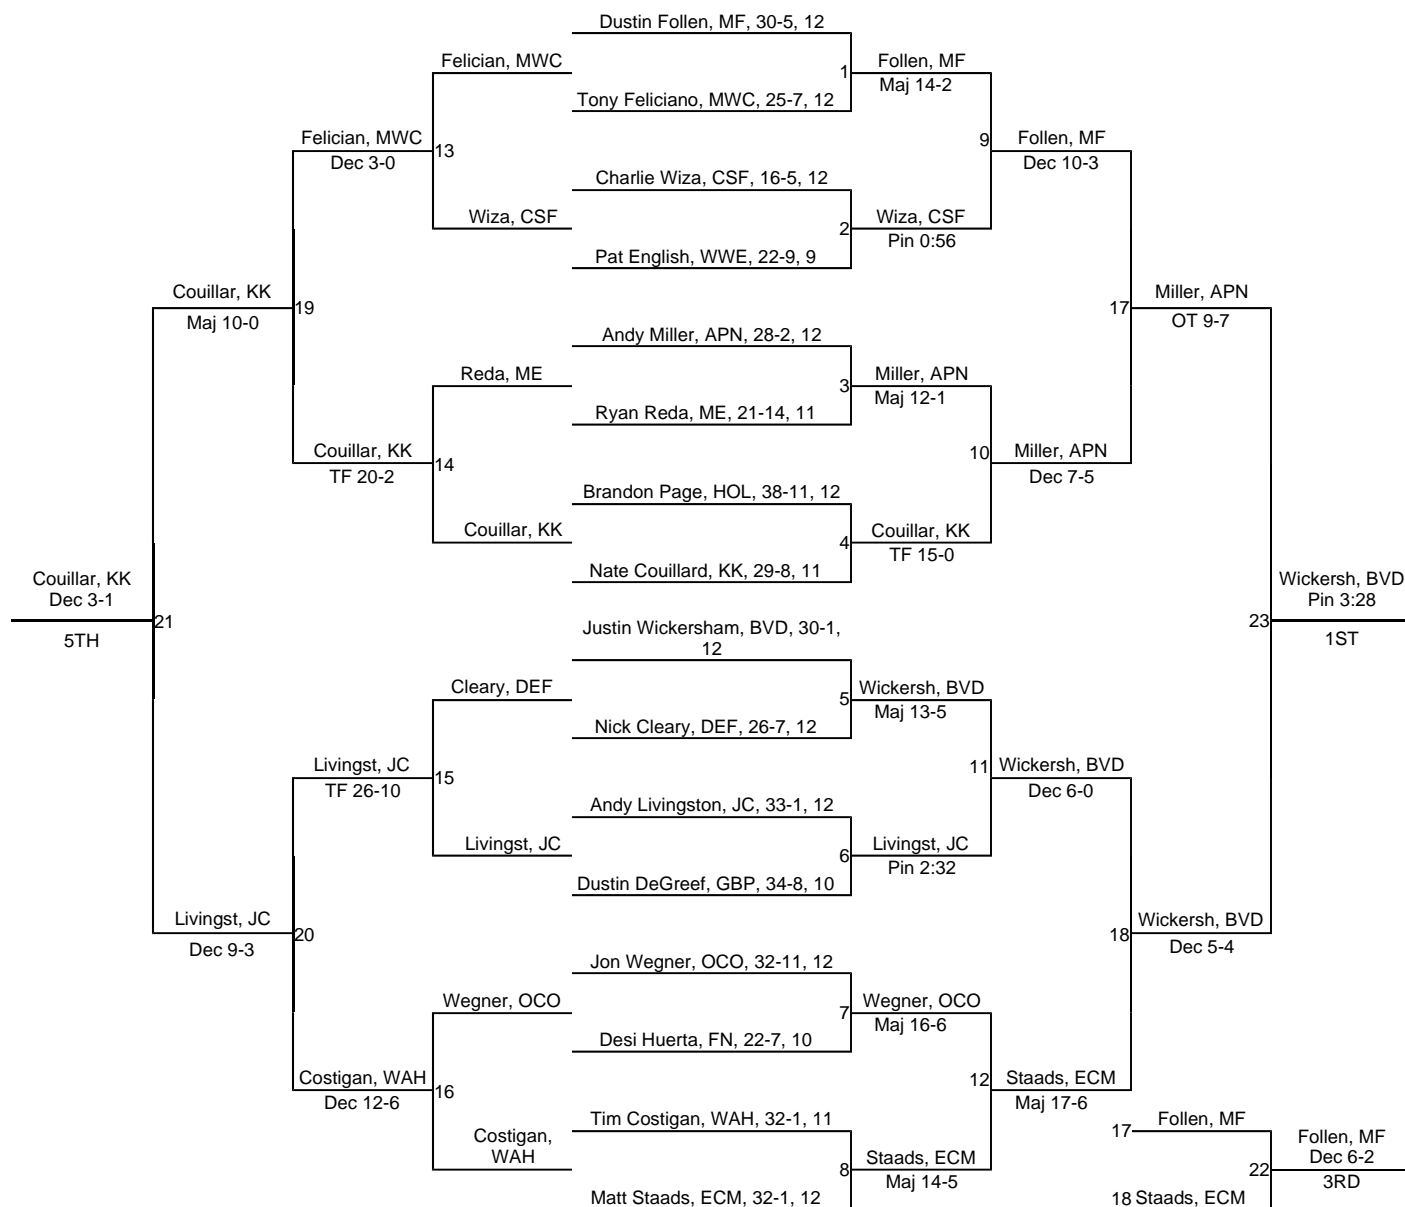 Dustin Follen, MF, 30-5, 12
Felician, MWC
1
Follen, MF
Maj 14-2
Tony Feliciano, MWC, 25-7, 12
Felician, MWC
Dec 3-0
13
9
Follen, MF
Dec 10-3
Charlie Wiza, CSF, 16-5, 12
Wiza, CSF
2
Wiza, CSF
Pin 0:56
Pat English, WWE, 22-9, 9
Couillar, KK
Maj 10-0
19
17
Miller, APN
OT 9-7
Andy Miller, APN, 28-2, 12
Reda, ME
3
Miller, APN
Maj 12-1
Ryan Reda, ME, 21-14, 11
Couillar, KK
TF 20-2
14
10
Miller, APN
Dec 7-5
Brandon Page, HOL, 38-11, 12
Couillar, KK
4
Couillar, KK
TF 15-0
Nate Couillard, KK, 29-8, 11
Couillar, KK
Dec 3-1
21
5TH
23
Wickersh, BVD
Pin 3:28
1ST
Justin Wickersham, BVD, 30-1,
12
Cleary, DEF
5
Wickersh, BVD
Maj 13-5
Nick Cleary, DEF, 26-7, 12
Livingst, JC
TF 26-10
15
11
Wickersh, BVD
Dec 6-0
Andy Livingston, JC, 33-1, 12
Livingst, JC
6
Livingst, JC
Pin 2:32
Dustin DeGreef, GBP, 34-8, 10
Livingst, JC
Dec 9-3
20
18
Wickersh, BVD
Dec 5-4
Jon Wegner, OCO, 32-11, 12
Wegner, OCO
7
Wegner, OCO
Maj 16-6
Desi Huerta, FN, 22-7, 10
Costigan, WAH
Dec 12-6
16
12
Staads, ECM
Maj 17-6
Tim Costigan, WAH, 32-1, 11
Costigan,
WAH
8
Staads, ECM
Maj 14-5
Matt Staads, ECM, 32-1, 12
17
Follen, MF
22
Follen, MF
Dec 6-2
3RD
18 Staads, ECM